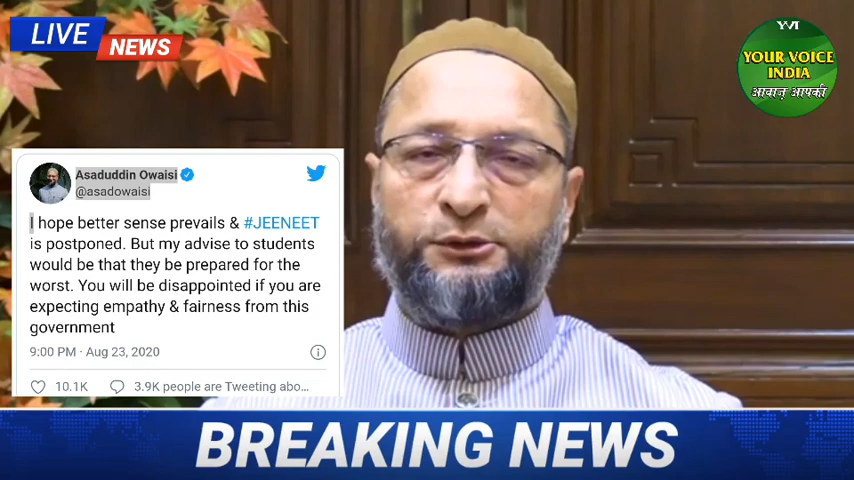 LIVE
NEWS
YVI
YOUR VOICE
INDIA
आवाज़ आपकी
Asaduddin Owaisi
@asadowaisi
I hope better sense prevails & #JEENEET
is postponed. But my advise to students
would be that they be prepared for the
worst. You will be disappointed if you are
expecting empathy & fairness from this
government
9:00 PM · Aug 23, 2020
10.1K
3.9K people are Tweeting abo...
BREAKING NEWS